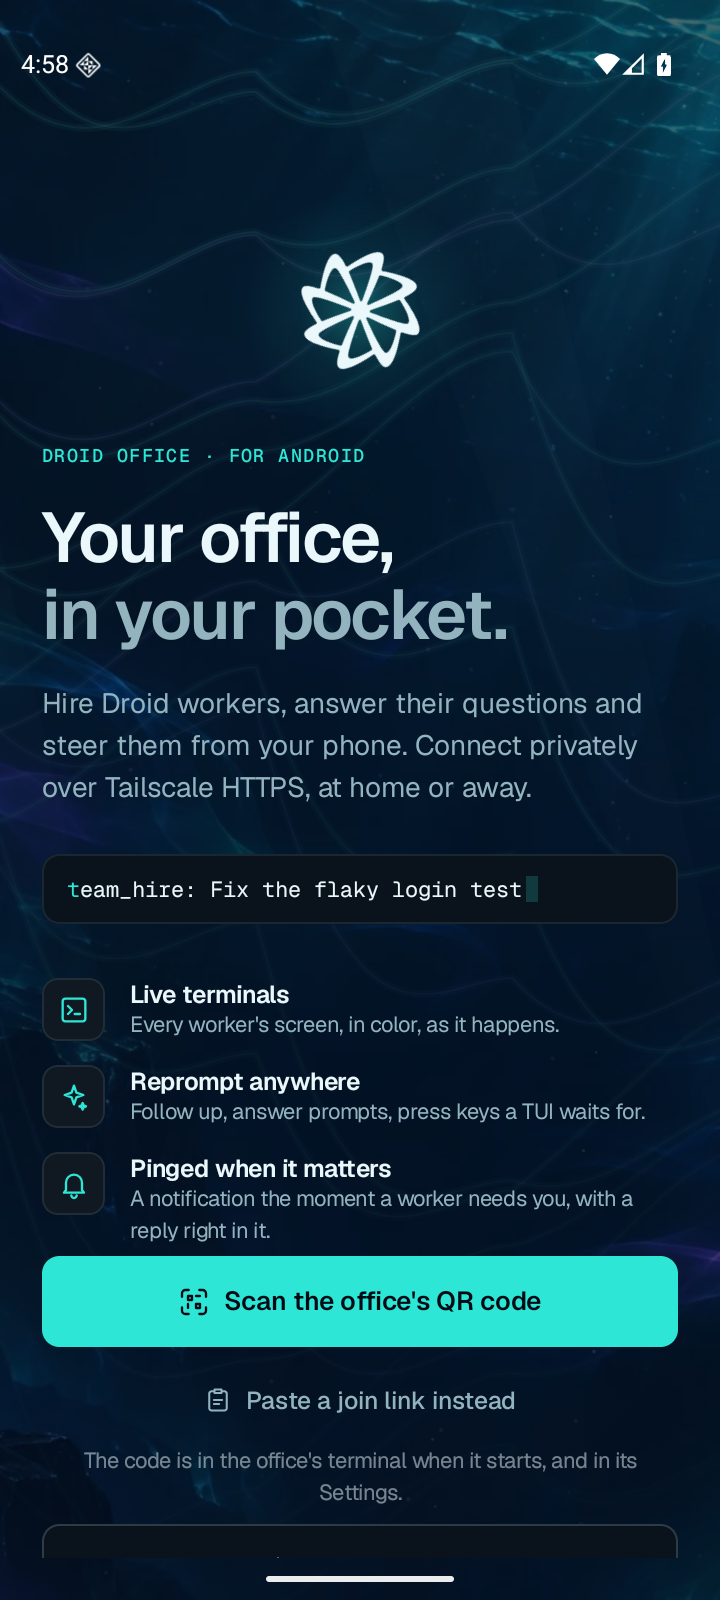 4:58
DROID OFFICE · FOR ANDROID
Your office,
in your pocket.
Hire Droid workers, answer their questions and
steer them from your phone. Connect privately
over Tailscale HTTPS, at home or away.
team_hire: Fix the flaky login test
Live terminals
Every worker's screen, in color, as it happens.
Reprompt anywhere
Follow up, answer prompts, press keys a TUI waits for.
Pinged when it matters
A notification the moment a worker needs you, with a
reply right in it.
Scan the office's QR code
Paste a join link instead
The code is in the office's terminal when it starts, and in its
Settings.